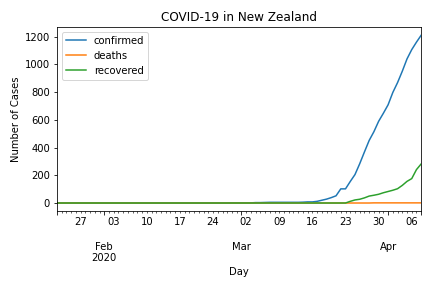 COVID-19 in New Zealand
confirmed
deaths
recovered
Number of Cases
1200
1000
800
600
400
200
0
27 03 10 17 24 02 09 16 23 30 06
Feb Mar Apr
2020
Day